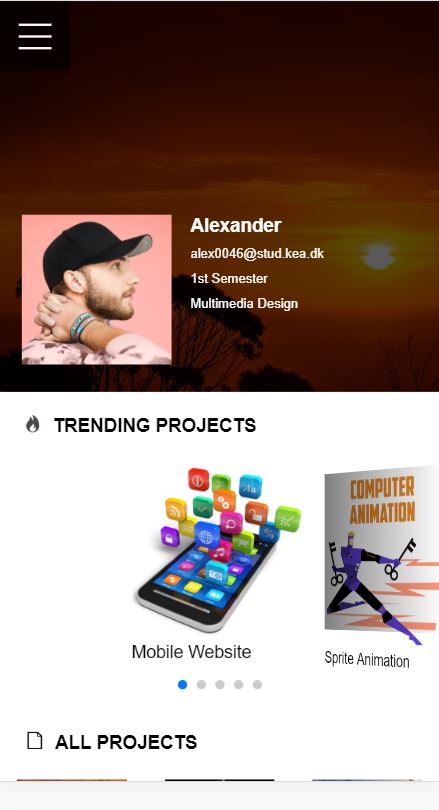 Alexander
alex0046@stud.kea.dk
1st Semester
Multimedia Design
TRENDING PROJECTS
Au
COMPUTER
ANIMATION
Mobile Website
Sprite Animation
ALL PROJECTS